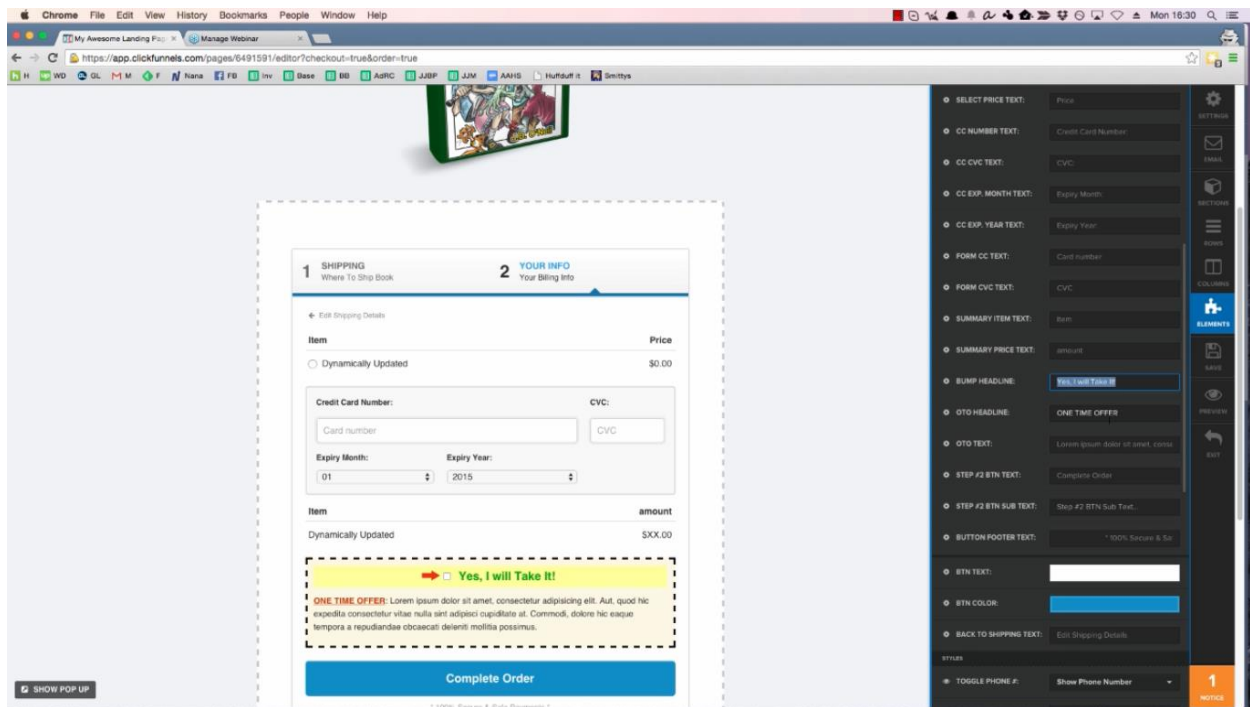 Chrome File Edit View History Bookmarks People Window Help
Mon 16:30
My Awesome Landing Pag
Manage Webinar
https://app.clickfunnels.com/pages/6491591/editor?checkout=true&order=true
H WD GL M M F Nana FB Inv Base BB AdRC JJBP JJM AAHS Huffduff it Smittys
1 SHIPPING
Where To Ship Book
2 YOUR INFO
Your Billing Info
Edit Shipping Details
Item Price
Dynamically Updated $0.00
Credit Card Number: CVC:
Card number CVC
Expiry Month: Expiry Year:
01 2015
Item amount
Dynamically Updated $XX.00
Yes, I will Take It!
ONE TIME OFFER: Lorem ipsum dolor sit amet, consectetur adipisicing elit. Aut, quod hic
expedita consectetur vitae nulla sint adipisci cupiditate at. Commodi, dolore hic eaque
tempora a repudiandae obcaecati deleniti mollitia possimus.
Complete Order
SHOW POP UP
SELECT PRICE TEXT: Price
CC NUMBER TEXT: Credit Card Number:
CC CVC TEXT: CVC:
CC EXP. MONTH TEXT: Expiry Month:
CC EXP. YEAR TEXT: Expiry Year:
FORM CC TEXT: Card number
FORM CVC TEXT: CVC
SUMMARY ITEM TEXT: Item
SUMMARY PRICE TEXT: amount
BUMP HEADLINE: Yes, I will Take It!
OTO HEADLINE: ONE TIME OFFER
OTO TEXT: Lorem ipsum dolor sit amet, conse
STEP #2 BTN TEXT: Complete Order
STEP #2 BTN SUB TEXT: Step #2 BTN Sub Text..
BUTTON FOOTER TEXT: * 100% Secure & Sa
BTN TEXT:
BTN COLOR:
BACK TO SHIPPING TEXT: Edit Shipping Details
STYLES
TOGGLE PHONE #: Show Phone Number
SETTINGS
EMAIL
SECTIONS
ROWS
COLUMNS
ELEMENTS
SAVE
PREVIEW
EXIT
1
NOTICE